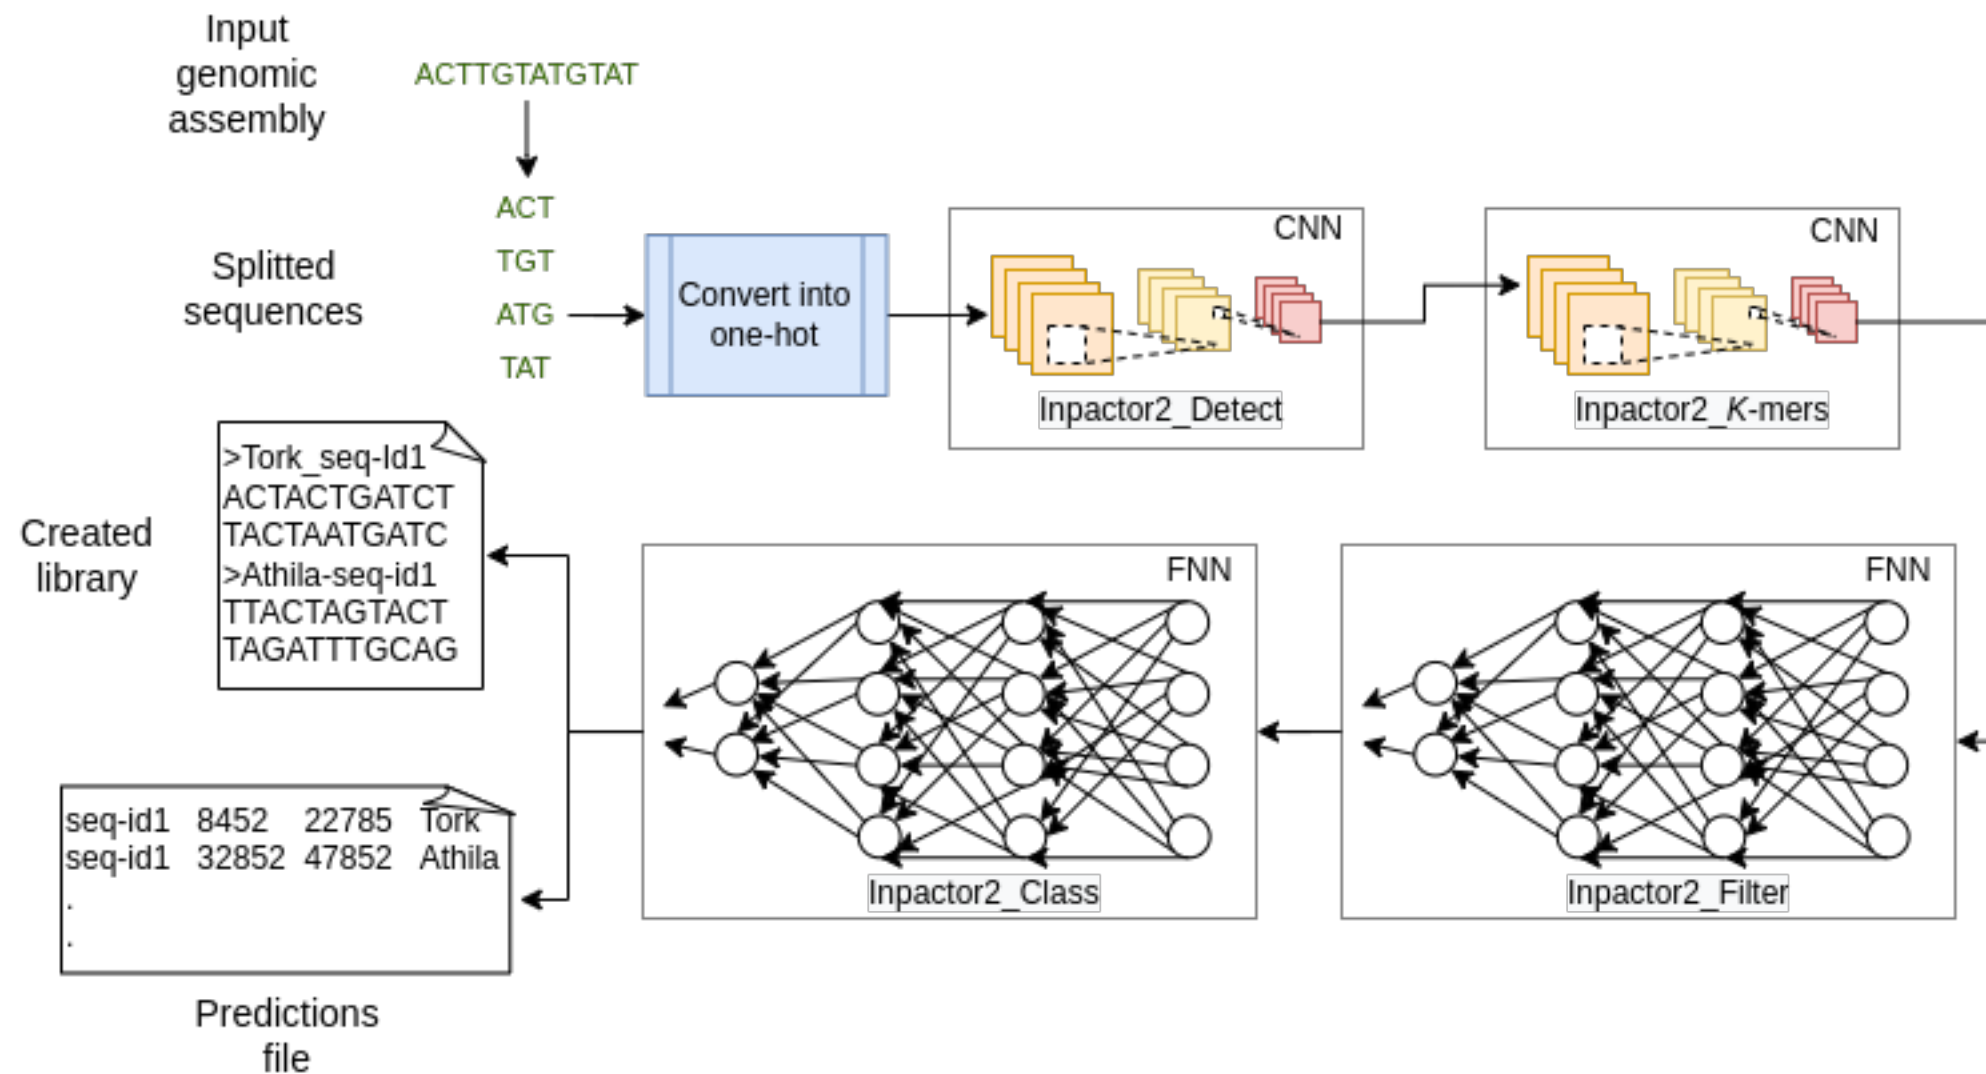 Input
genomic
assembly
ACTTGTATGTAT
Splitted
sequences
ACT
TGT
ATG
TAT
Convert into
one-hot
CNN
Inpactor2_Detect
CNN
Inpactor2_K-mers
Created
library
>Tork_seq-Id1
ACTACTGATCT
TACTAATGATC
>Athila-seq-id1
TTACTAGTACT
TAGATTTGCAG
FNN
Inpactor2_Class
FNN
Inpactor2_Filter
seq-id1 8452 22785 Tork
seq-id1 32852 47852 Athila
.
.
Predictions
file